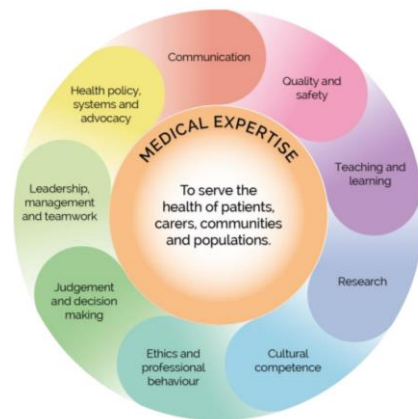 Communication
Quality and
safety
Teaching and
learning
Research
Cultural
competence
Ethics and
professional
behaviour
Judgement and
decision
making
Leadership,
management
and teamwork
Health policy,
systems and
advocacy
MEDICAL EXPERTISE
To serve the
health of patients,
carers, communities
and populations.